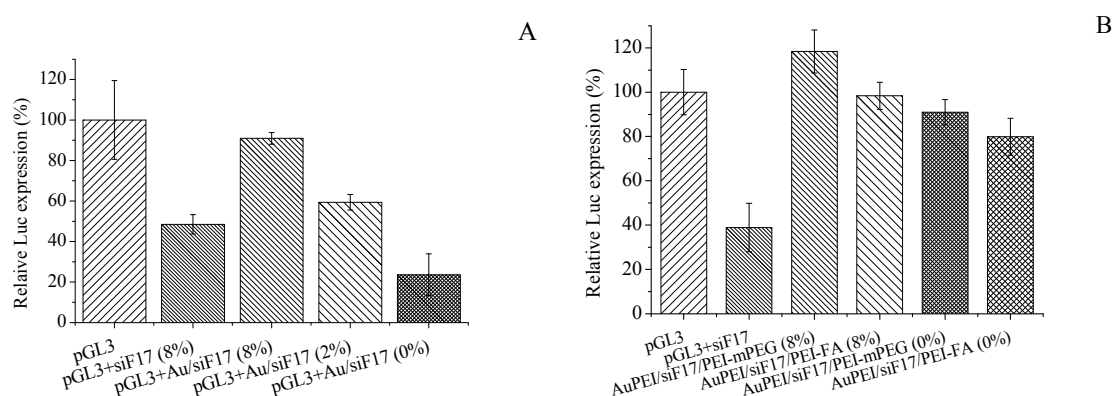 A
Relaive Luc expression (%)
120
100
80
60
40
20
0
pGL3
pGL3+siF17 (8%)
pGL3+Au/siF17 (8%)
pGL3+Au/siF17 (2%)
pGL3+Au/siF17 (0%)
B
Relative Luc expression (%)
120
100
80
60
40
20
0
pGL3
pGL3+siF17
AuPEI/siF17/PEI-mPEG (8%)
AuPEI/siF17/PEI-FA (8%)
AuPEI/siF17/PEI-mPEG (0%)
AuPEI/siF17/PEI-FA (0%)